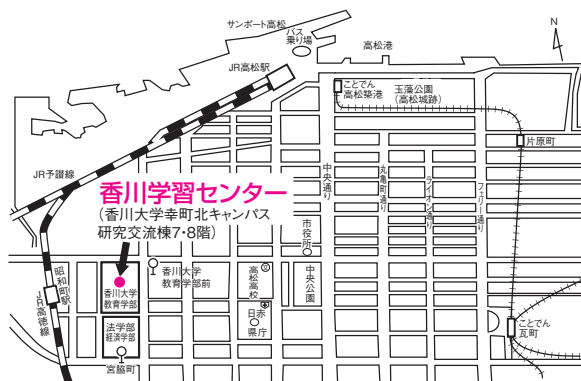 サンポート高松
バス
乗り場
高松港
N
JR高松駅
ことでん
高松築港
玉藻公園
(高松城跡)
片原町
JR予讃線
香川学習センター
(香川大学幸町北キャンパス
研究交流棟7・8階)
中央通り
丸亀町通り
ライオン通り
フェリー通り
市役所
昭和町駅
JR高徳線
香川大学
教育学部
香川大学
教育学部前
高松高校
中央公園
法学部
経済学部
日赤
県庁
宮脇町
ことでん
瓦町